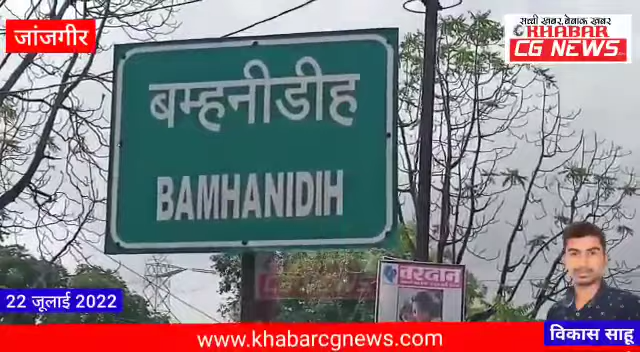 जांजगीर
सच्ची खबर, बेबाक खबर
KHABAR
CG NEWS
बम्हनीडीह
BAMHANIDIH
वरदान
22 जूलाई 2022
www.khabarcgnews.com
विकास साहू